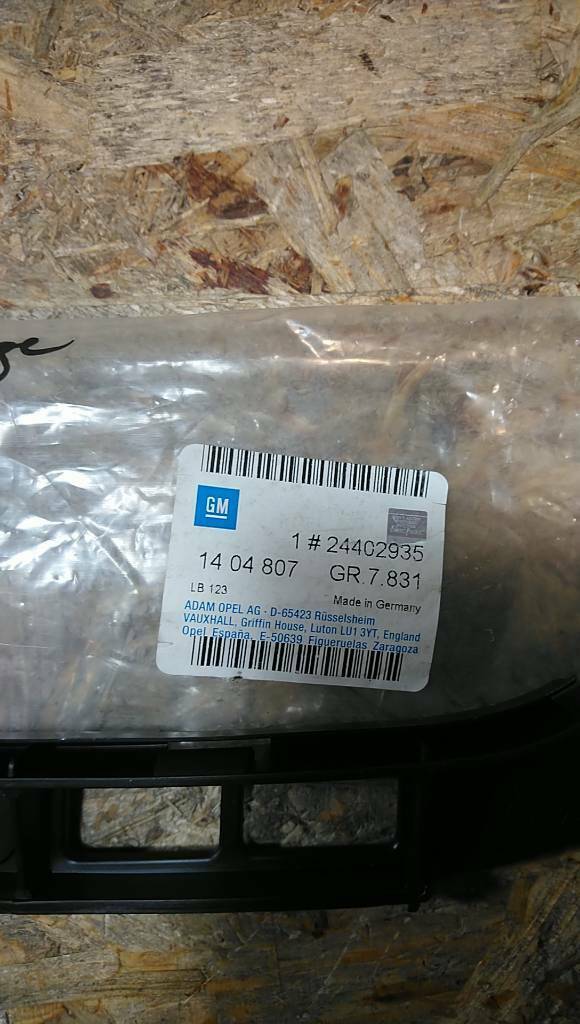 GM
1 # 24402935
14 04 807 GR.7.831
LB 123 Made in Germany
ADAM OPEL AG - D-65423 Rüsselsheim
VAUXHALL, Griffin House, Luton LU1 3YT, England
Opel España, E-50639 Figueruelas Zaragoza